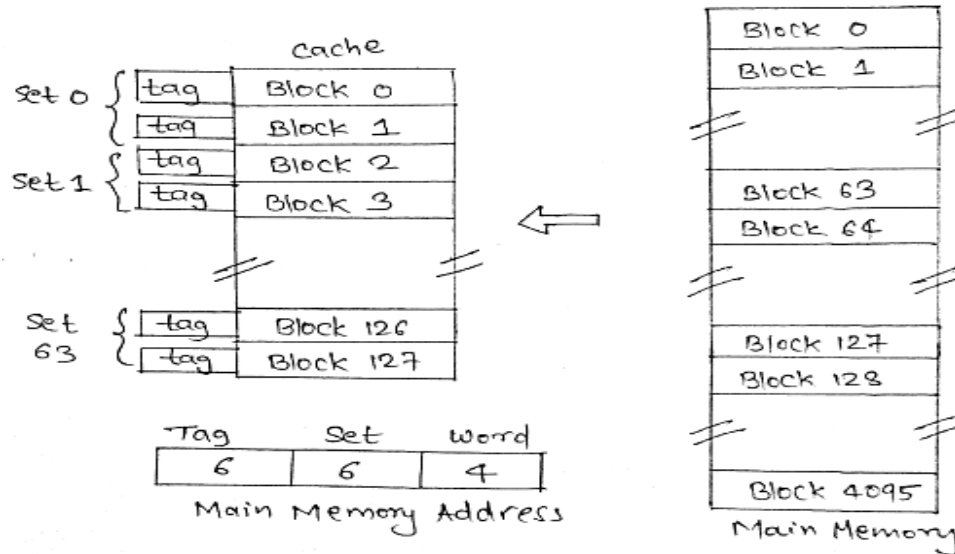 cache
set 0
tag
Block 0
tag
Block 1
set 1
tag
Block 2
tag
Block 3
set
63
tag
Block 126
tag
Block 127
Tag
Set
word
6
6
4
Main Memory Address
Block 0
Block 1
Block 63
Block 64
Block 127
Block 128
Block 4095
Main Memory